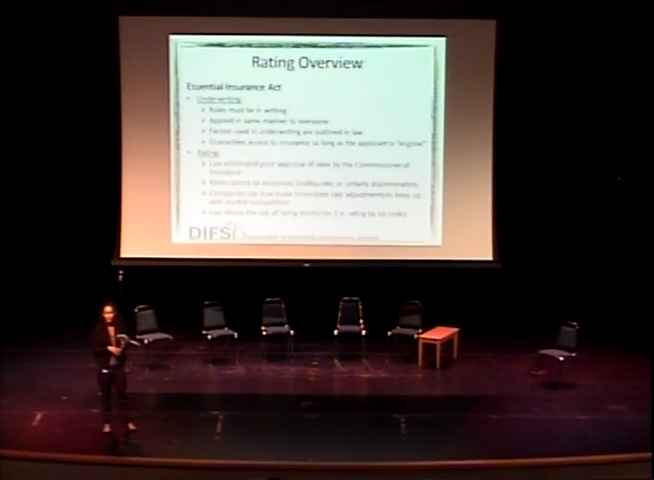 Rating Overview
Essential Insurance Act
• Underwriting:
Rules must be in writing
Applied in same manner to everyone
Factors used in underwriting are outlined in law
Guarantees access to insurance so long as the applicant is "eligible"
• Rating:
Law eliminated prior approval of rates by the Commissioner of
Insurance
Rates cannot be excessive, inadequate, or unfairly discriminatory
Companies can now make immediate rate adjustments to keep up
with market competition
Law allows the use of rating territories (i.e. rating by zip code)
DIFS